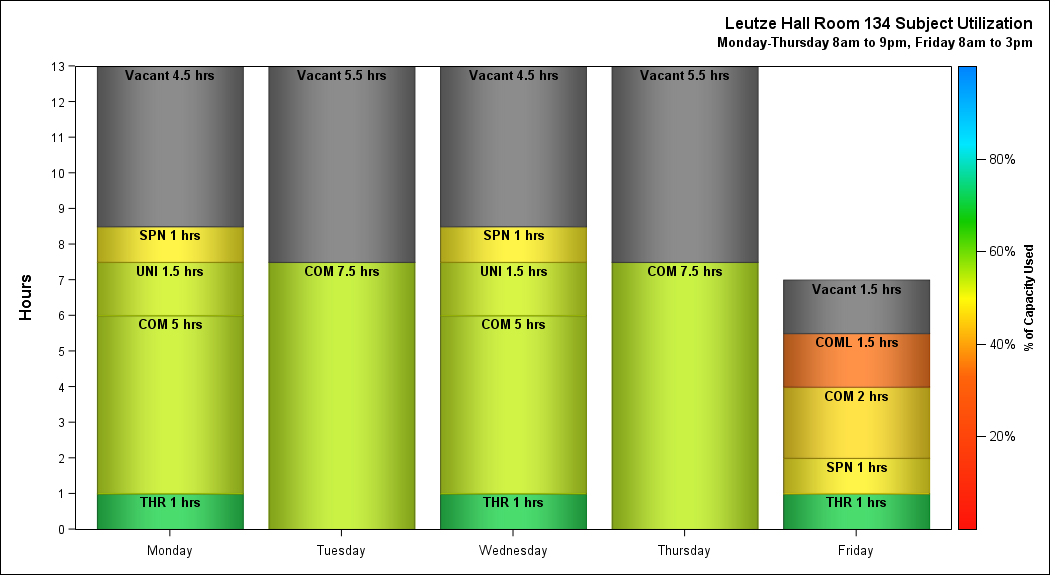 Leutze Hall Room 134 Subject Utilization
Monday-Thursday 8am to 9pm, Friday 8am to 3pm
Hours
13
12
11
10
9
8
7
6
5
4
3
2
1
0
Vacant 4.5 hrs
SPN 1 hrs
UNI 1.5 hrs
COM 5 hrs
THR 1 hrs
Monday
Vacant 5.5 hrs
COM 7.5 hrs
Tuesday
Vacant 4.5 hrs
SPN 1 hrs
UNI 1.5 hrs
COM 5 hrs
THR 1 hrs
Wednesday
Vacant 5.5 hrs
COM 7.5 hrs
Thursday
Vacant 1.5 hrs
COML 1.5 hrs
COM 2 hrs
SPN 1 hrs
THR 1 hrs
Friday
80%
60%
40%
20%
% of Capacity Used